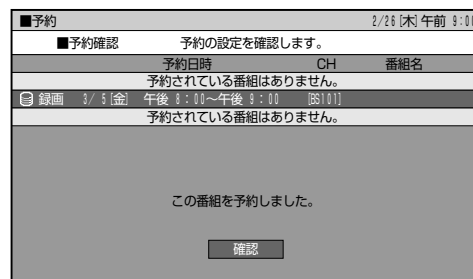 ■予約 2/26[木]午前 9:00
■予約確認 予約の設定を確認します。
予約日時 CH 番組名
予約されている番組はありません。
録画 3/ 5[金] 午後 8:00～午後 9:00 [BS101]
予約されている番組はありません。
この番組を予約しました。
確認